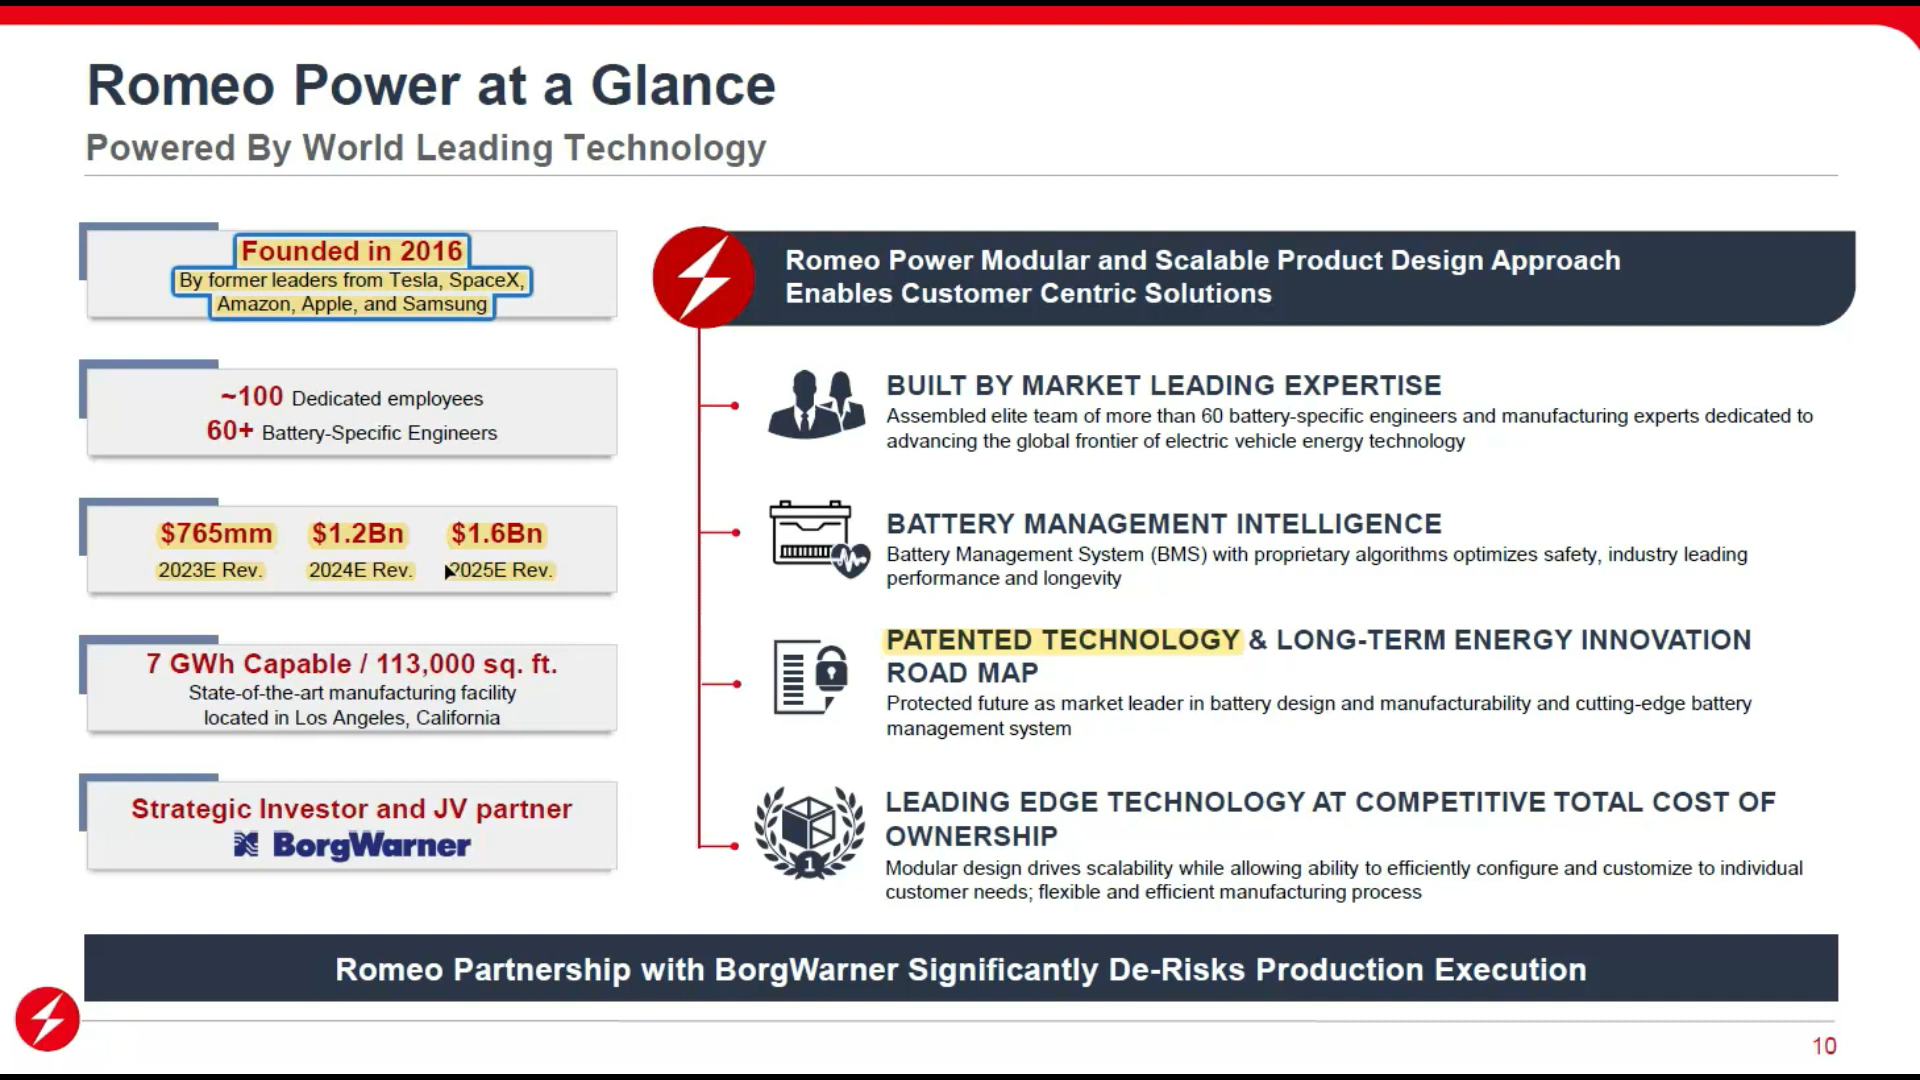 Romeo Power at a Glance
Powered By World Leading Technology
Founded in 2016
By former leaders from Tesla, SpaceX,
Amazon, Apple, and Samsung
~100 Dedicated employees
60+ Battery-Specific Engineers
$765mm $1.2Bn $1.6Bn
2023E Rev. 2024E Rev. 2025E Rev.
7 GWh Capable / 113,000 sq. ft.
State-of-the-art manufacturing facility
located in Los Angeles, California
Strategic Investor and JV partner
BorgWarner
Romeo Power Modular and Scalable Product Design Approach
Enables Customer Centric Solutions
BUILT BY MARKET LEADING EXPERTISE
Assembled elite team of more than 60 battery-specific engineers and manufacturing experts dedicated to
advancing the global frontier of electric vehicle energy technology
BATTERY MANAGEMENT INTELLIGENCE
Battery Management System (BMS) with proprietary algorithms optimizes safety, industry leading
performance and longevity
PATENTED TECHNOLOGY & LONG-TERM ENERGY INNOVATION
ROAD MAP
Protected future as market leader in battery design and manufacturability and cutting-edge battery
management system
1
LEADING EDGE TECHNOLOGY AT COMPETITIVE TOTAL COST OF
OWNERSHIP
Modular design drives scalability while allowing ability to efficiently configure and customize to individual
customer needs; flexible and efficient manufacturing process
Romeo Partnership with BorgWarner Significantly De-Risks Production Execution
10